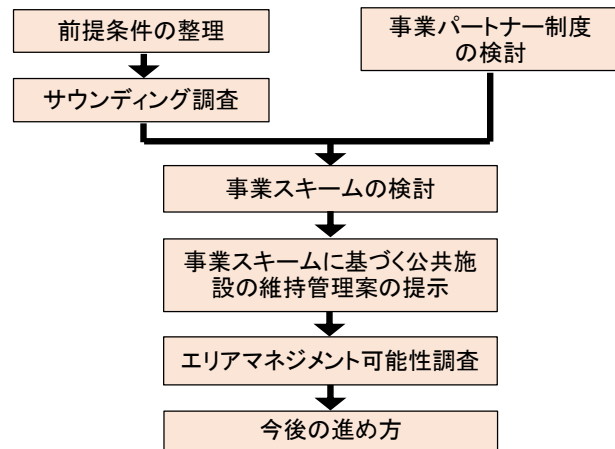 前提条件の整理
事業パートナー制度
の検討
サウンディング調査
事業スキームの検討
事業スキームに基づく公共施
設の維持管理案の提示
エリアマネジメント可能性調査
今後の進め方